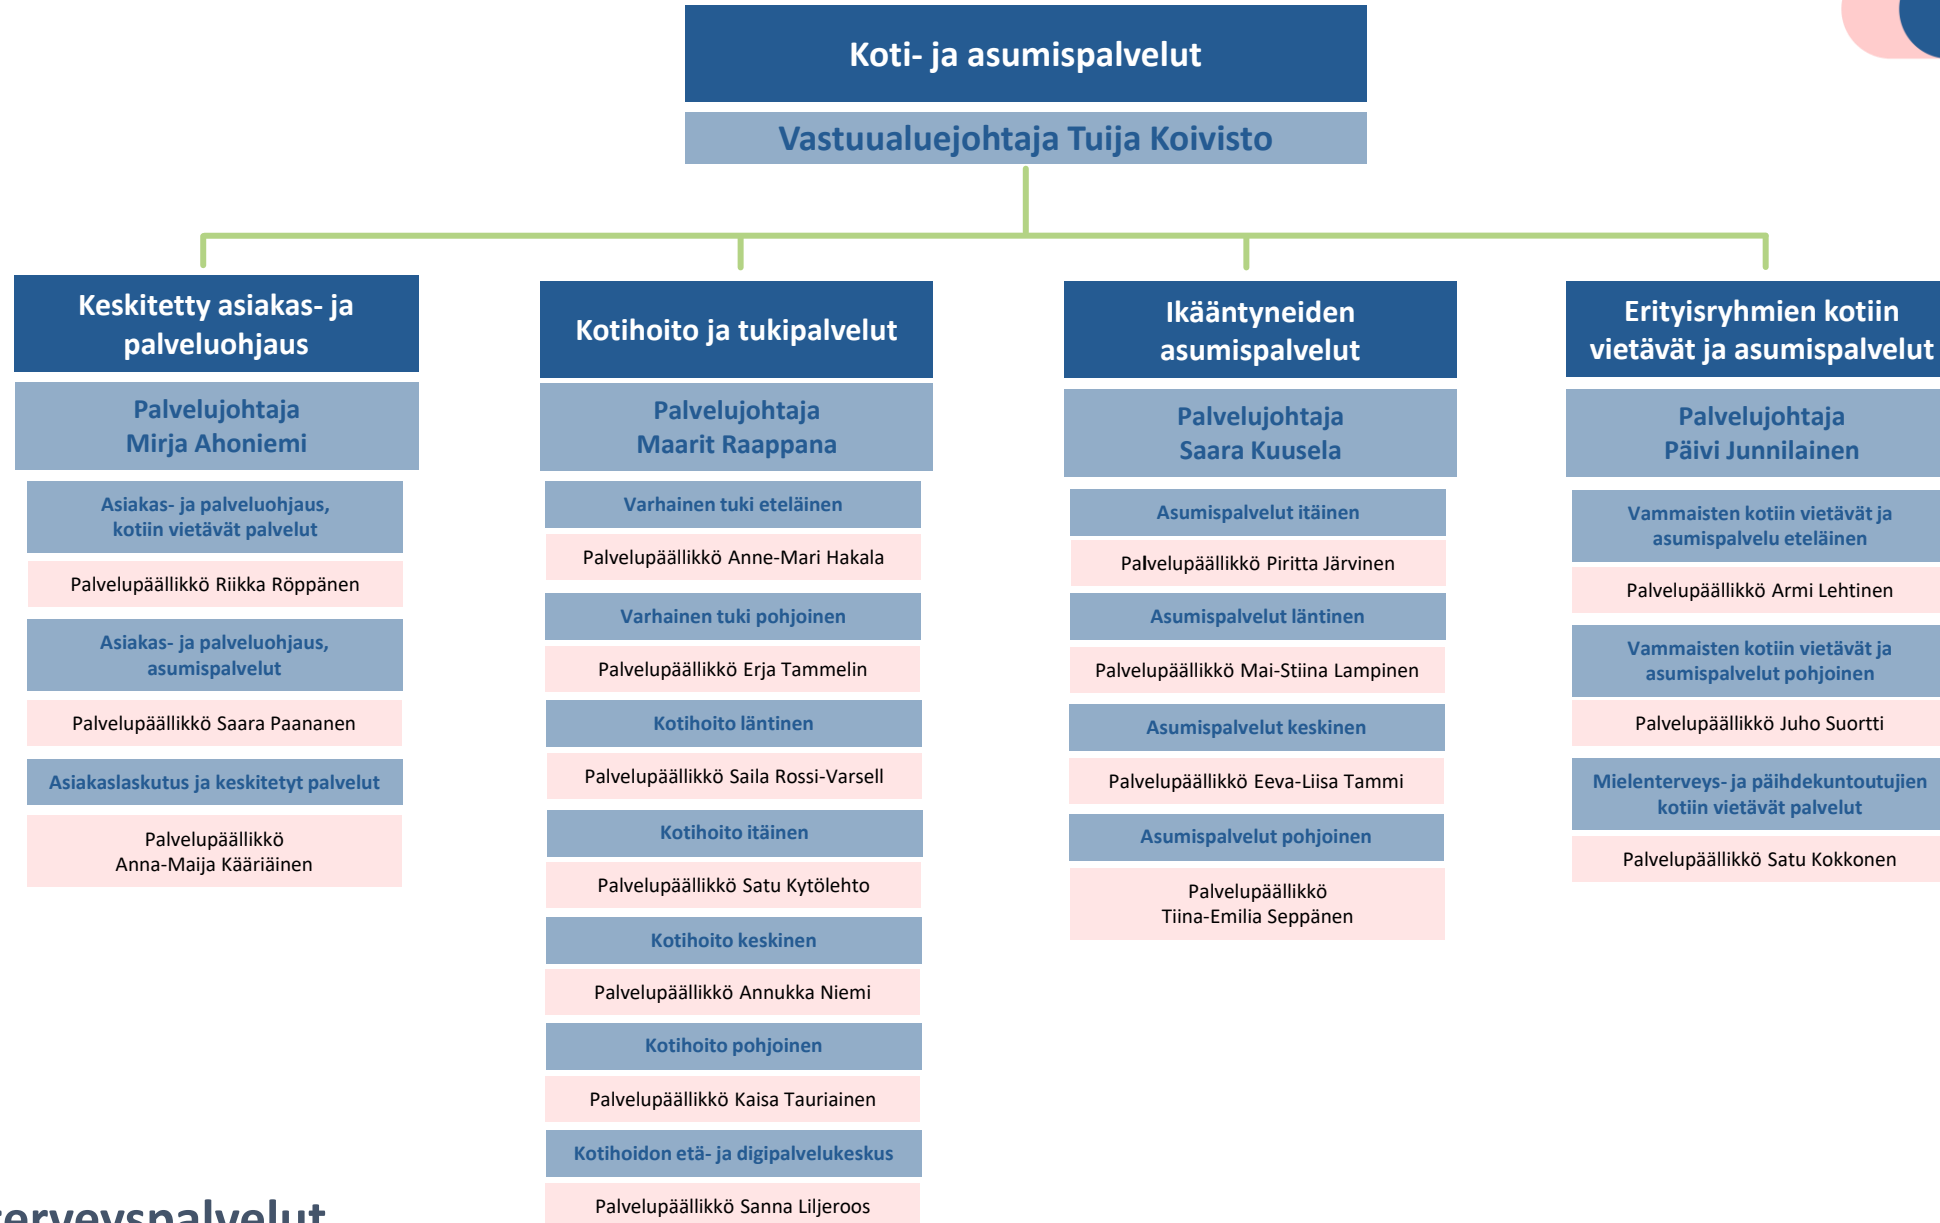 Koti- ja asumispalvelut
Vastuualuejohtaja Tuija Koivisto
Keskitetty asiakas- ja
palveluohjaus
Palvelujohtaja
Mirja Ahoniemi
Asiakas- ja palveluohjaus,
kotiin vietävät palvelut
Palvelupäällikkö Riikka Röppänen
Asiakas- ja palveluohjaus,
asumispalvelut
Palvelupäällikkö Saara Paananen
Asiakaslaskutus ja keskitetyt palvelut
Palvelupäällikkö
Anna-Maija Kääriäinen
Kotihoito ja tukipalvelut
Palvelujohtaja
Maarit Raappana
Varhainen tuki eteläinen
Palvelupäällikkö Anne-Mari Hakala
Varhainen tuki pohjoinen
Palvelupäällikkö Erja Tammelin
Kotihoito läntinen
Palvelupäällikkö Saila Rossi-Varsell
Kotihoito itäinen
Palvelupäällikkö Satu Kytölehto
Kotihoito keskinen
Palvelupäällikkö Annukka Niemi
Kotihoito pohjoinen
Palvelupäällikkö Kaisa Tauriainen
Kotihoidon etä- ja digipalvelukeskus
Palvelupäällikkö Sanna Liljeroos
Ikääntyneiden
asumispalvelut
Palvelujohtaja
Saara Kuusela
Asumispalvelut itäinen
Palvelupäällikkö Piritta Järvinen
Asumispalvelut läntinen
Palvelupäällikkö Mai-Stiina Lampinen
Asumispalvelut keskinen
Palvelupäällikkö Eeva-Liisa Tammi
Asumispalvelut pohjoinen
Palvelupäällikkö
Tiina-Emilia Seppänen
Erityisryhmien kotiin
vietävät ja asumispalvelut
Palvelujohtaja
Päivi Junnilainen
Vammaisten kotiin vietävät ja
asumispalvelu eteläinen
Palvelupäällikkö Armi Lehtinen
Vammaisten kotiin vietävät ja
asumispalvelut pohjoinen
Palvelupäällikkö Juho Suortti
Mielenterveys- ja päihdekuntoutujien
kotiin vietävät palvelut
Palvelupäällikkö Satu Kokkonen